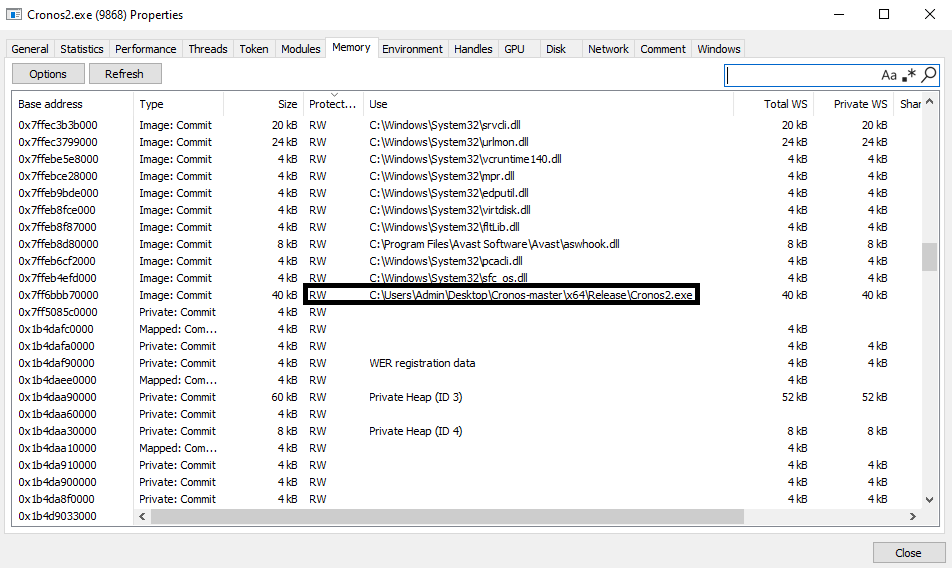 Cronos2.exe (9868) Properties
General Statistics Performance Threads Token Modules Memory Environment Handles GPU Disk Network Comment Windows
Options Refresh Aa .*
Base address Type Size Protect... Use Total WS Private WS Shar
0x7ffec3b3b000 Image: Commit 20 kB RW C:\Windows\System32\srvcli.dll 20 kB 20 kB
0x7ffec3799000 Image: Commit 24 kB RW C:\Windows\System32\urlmon.dll 24 kB 24 kB
0x7ffebe5e8000 Image: Commit 4 kB RW C:\Windows\System32\vcruntime140.dll 4 kB 4 kB
0x7ffebce28000 Image: Commit 4 kB RW C:\Windows\System32\mpr.dll 4 kB 4 kB
0x7ffeb9bde000 Image: Commit 4 kB RW C:\Windows\System32\edputil.dll 4 kB 4 kB
0x7ffeb8fce000 Image: Commit 4 kB RW C:\Windows\System32\virtdisk.dll 4 kB 4 kB
0x7ffeb8f87000 Image: Commit 4 kB RW C:\Windows\System32\fltLib.dll 4 kB 4 kB
0x7ffeb8d80000 Image: Commit 8 kB RW C:\Program Files\Avast Software\Avast\aswhook.dll 8 kB 8 kB
0x7ffeb6cf2000 Image: Commit 4 kB RW C:\Windows\System32\pcacli.dll 4 kB 4 kB
0x7ffeb4efd000 Image: Commit 4 kB RW C:\Windows\System32\sfc_os.dll 4 kB 4 kB
0x7ff6bbb70000 Image: Commit 40 kB RW C:\Users\Admin\Desktop\Cronos-master\x64\Release\Cronos2.exe 40 kB 40 kB
0x7ff5085c0000 Private: Commit 4 kB RW
0x1b4dafc0000 Mapped: Com... 4 kB RW 4 kB
0x1b4dafa0000 Private: Commit 4 kB RW 4 kB 4 kB
0x1b4daf90000 Private: Commit 4 kB RW WER registration data 4 kB 4 kB
0x1b4daee0000 Mapped: Com... 4 kB RW 4 kB
0x1b4daa90000 Private: Commit 60 kB RW Private Heap (ID 3) 52 kB 52 kB
0x1b4daa60000 Private: Commit 4 kB RW
0x1b4daa30000 Private: Commit 8 kB RW Private Heap (ID 4) 8 kB 8 kB
0x1b4daa10000 Mapped: Com... 4 kB RW 4 kB
0x1b4da910000 Private: Commit 4 kB RW 4 kB 4 kB
0x1b4da900000 Private: Commit 4 kB RW 4 kB 4 kB
0x1b4da8f0000 Private: Commit 4 kB RW 4 kB 4 kB
0x1b4d9033000
Close